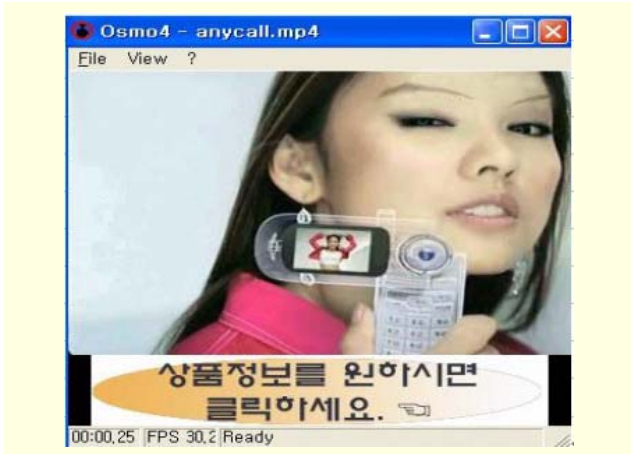 Osmo4 - anycall.mp4
File View ?
상품정보를 원하시면
클릭하세요. ☜
00:00,25 FPS 30,2 Ready